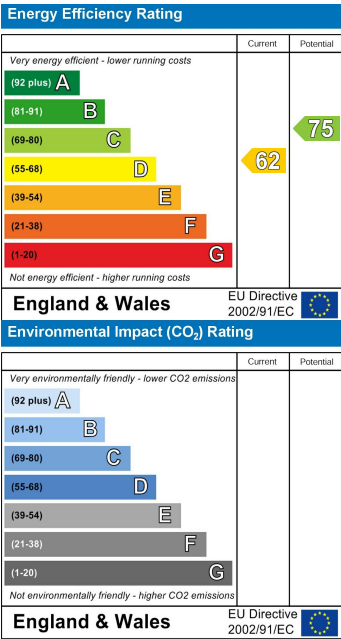 Energy Efficiency Rating
Current Potential
Very energy efficient - lower running costs
(92 plus) A
(81-91) B
(69-80) C
75
(55-68) D
62
(39-54) E
(21-38) F
(1-20) G
Not energy efficient - higher running costs
England & Wales
EU Directive
2002/91/EC
Environmental Impact (CO₂) Rating
Current Potential
Very environmentally friendly - lower CO2 emissions
(92 plus) A
(81-91) B
(69-80) C
(55-68) D
(39-54) E
(21-38) F
(1-20) G
Not environmentally friendly - higher CO2 emissions
England & Wales
EU Directive
2002/91/EC